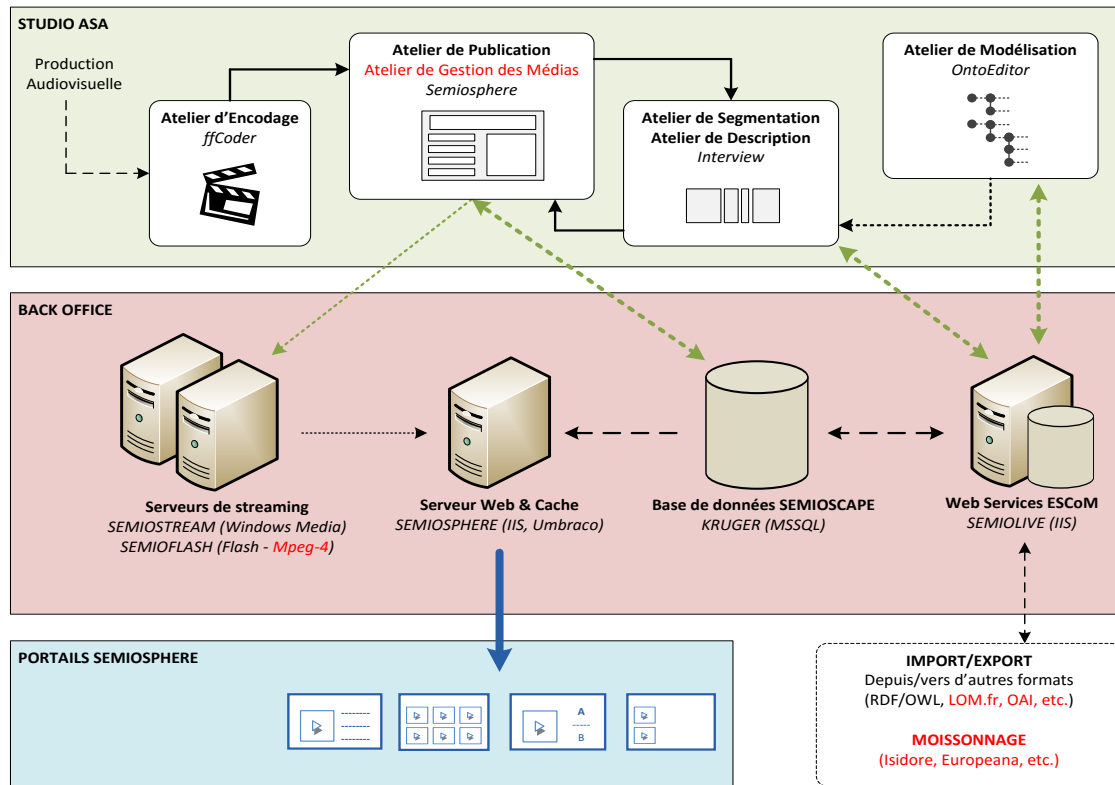 STUDIO ASA
Production
Audiovisuelle
Atelier d'Encodage
ffCoder
Atelier de Publication
Atelier de Gestion des Médias
Semiosphere
Atelier de Segmentation
Atelier de Description
Interview
Atelier de Modélisation
OntoEditor
BACK OFFICE
Serveurs de streaming
SEMIOSTREAM (Windows Media)
SEMIOFLASH (Flash - Mpeg-4)
Serveur Web & Cache
SEMIOSPHERE (IIS, Umbraco)
Base de données SEMIOSCAPE
KRUGER (MSSQL)
Web Services ESCoM
SEMIOLIVE (IIS)
PORTAILS SEMIOSPHERE
A
B
IMPORT/EXPORT
Depuis/vers d'autres formats
(RDF/OWL, LOM.fr, OAI, etc.)
MOISSONNAGE
(Isidore, Europeana, etc.)